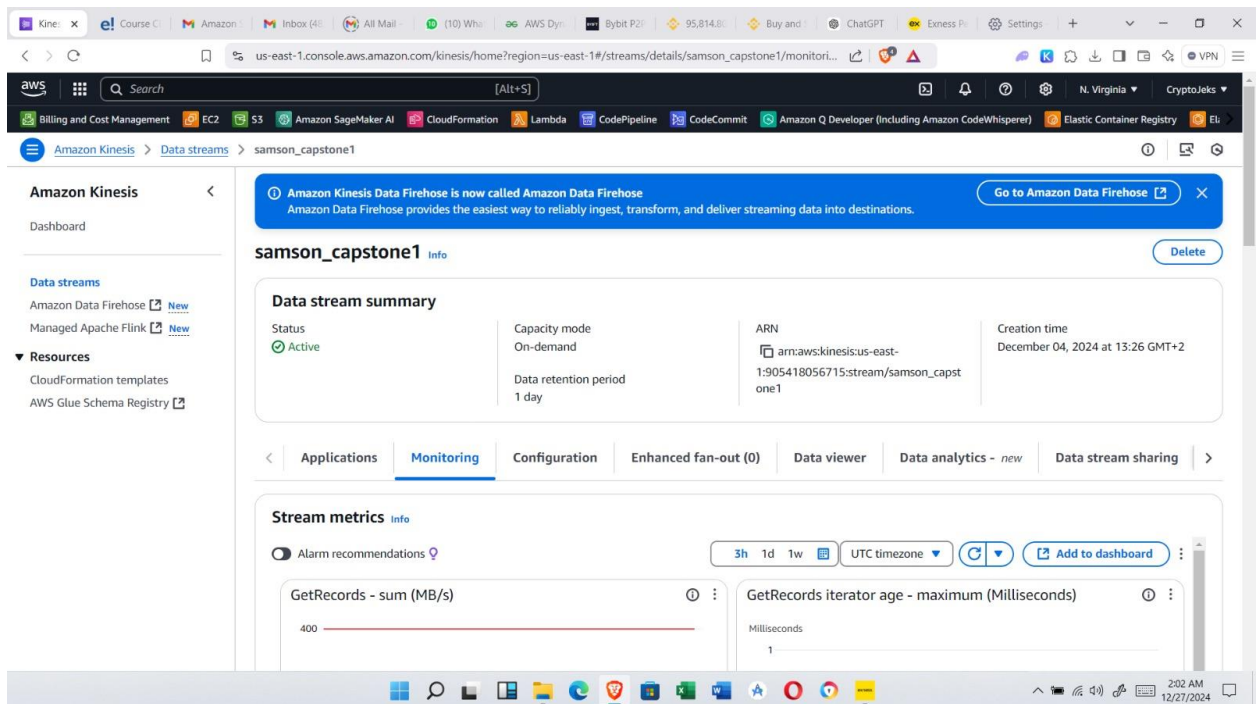 Kines
Course C
Amazon S
Inbox (48
All Mail -
(10) Wha
AWS Dyn
Bybit P2P
95,814.80
Buy and S
ChatGPT
Exness Pe
Settings -
us-east-1.console.aws.amazon.com/kinesis/home?region=us-east-1#/streams/details/samson_capstone1/monitori...
VPN
aws
Search
[Alt+S]
N. Virginia
CryptoJeks
Billing and Cost Management
EC2
S3
Amazon SageMaker AI
CloudFormation
Lambda
CodePipeline
CodeCommit
Amazon Q Developer (Including Amazon CodeWhisperer)
Elastic Container Registry
Ela
Amazon Kinesis > Data streams > samson_capstone1
Amazon Kinesis
Dashboard
Data streams
Amazon Data Firehose New
Managed Apache Flink New
Resources
CloudFormation templates
AWS Glue Schema Registry
Amazon Kinesis Data Firehose is now called Amazon Data Firehose
Amazon Data Firehose provides the easiest way to reliably ingest, transform, and deliver streaming data into destinations.
Go to Amazon Data Firehose
samson_capstone1 Info
Delete
Data stream summary
Status
Active
Capacity mode
On-demand
Data retention period
1 day
ARN
arn:aws:kinesis:us-east-
1:905418056715:stream/samson_capst
one1
Creation time
December 04, 2024 at 13:26 GMT+2
Applications
Monitoring
Configuration
Enhanced fan-out (0)
Data viewer
Data analytics - new
Data stream sharing
Stream metrics Info
Alarm recommendations
3h 1d 1w
UTC timezone
Add to dashboard
GetRecords - sum (MB/s)
400
GetRecords iterator age - maximum (Milliseconds)
Milliseconds
1
2:02 AM
12/27/2024